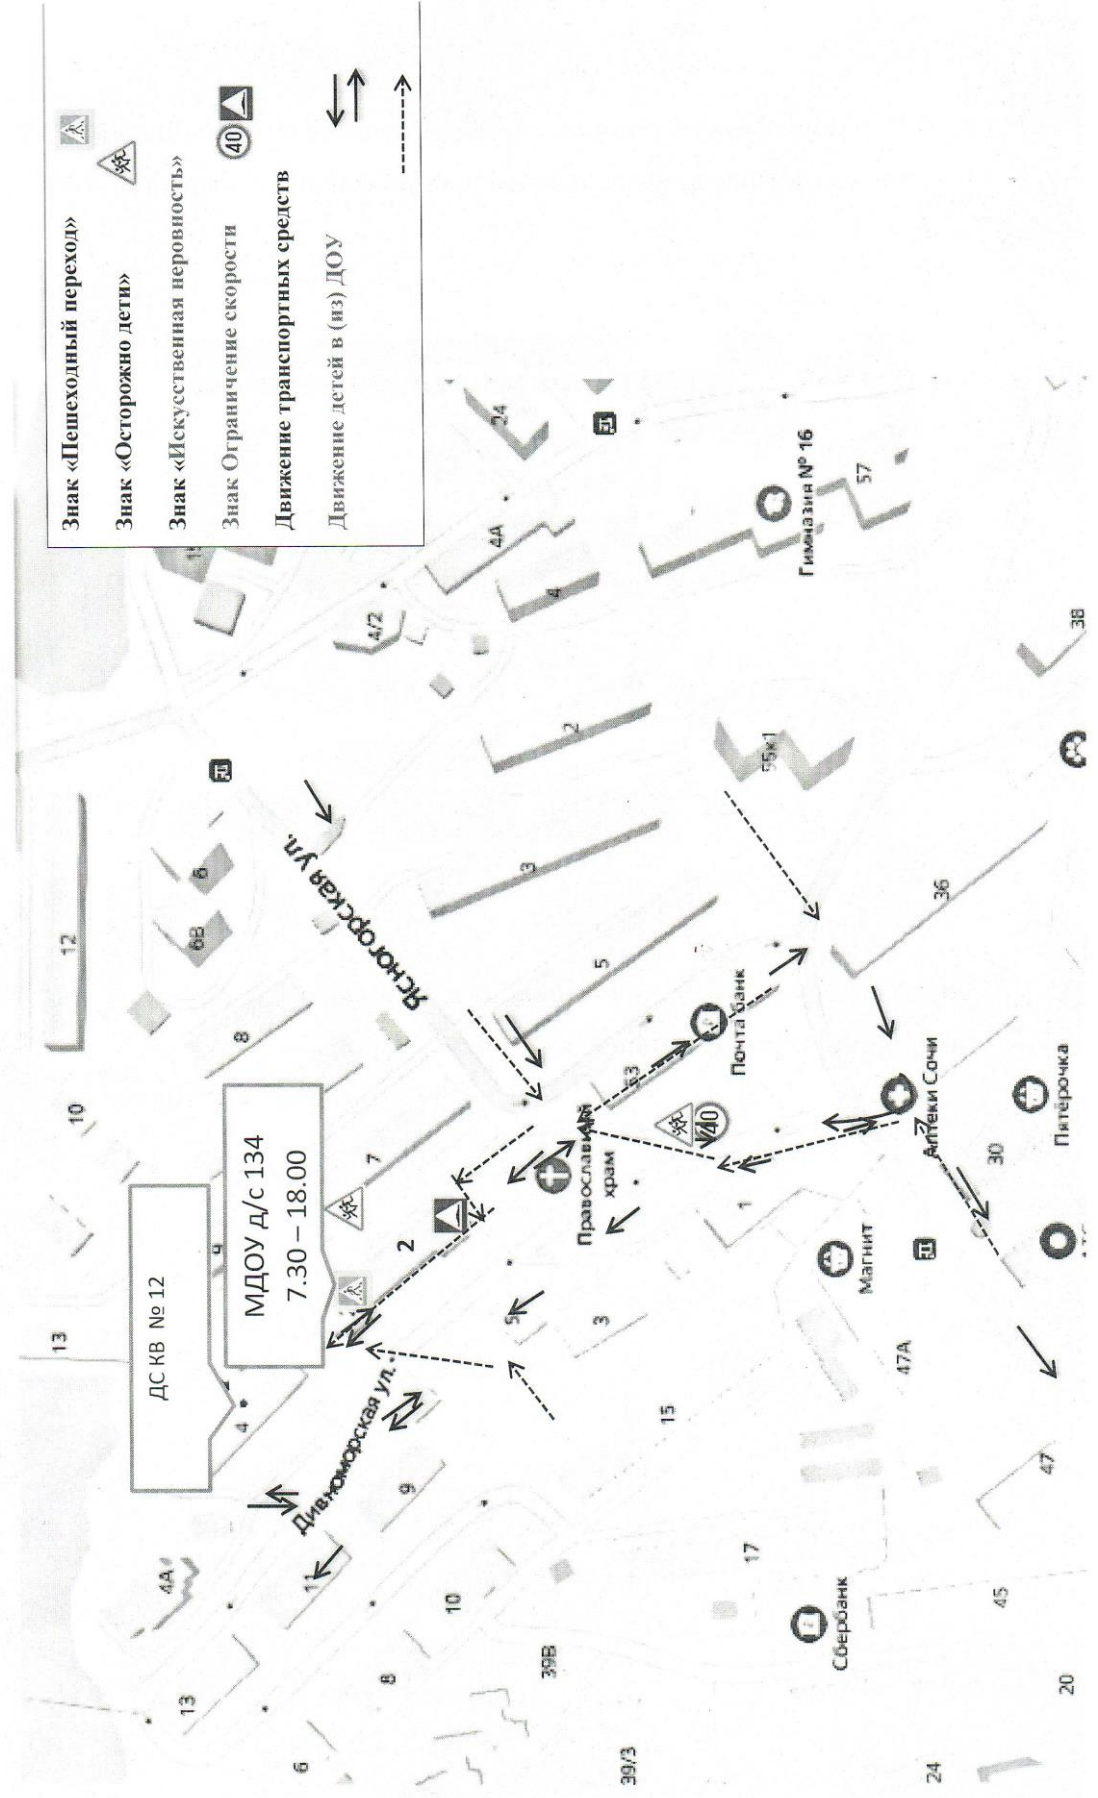 Знак «Пешеходный переход»
Знак «Осторожно дети»
Знак «Искусственная неровность»
Знак Ограничение скорости
40
Движение транспортных средств
Движение детей в (из) ДОУ
ДС КВ № 12
МДОУ д/с 134
7.30 – 18.00
Ясногорская ул.
Дивноморская ул.
Православный
храм
40
Почта банк
Гимназия № 16
Аптеки Сочи
Пятёрочка
Магнит
Сбербанк
12
6
6В
8
10
13
7
2
4
4А
13
11
9
8
10
6
39В
39/3
5
3
1
15
17
47А
47
45
20
24
30
36
38
53
5
3
2
4
4А
4/2
24
57